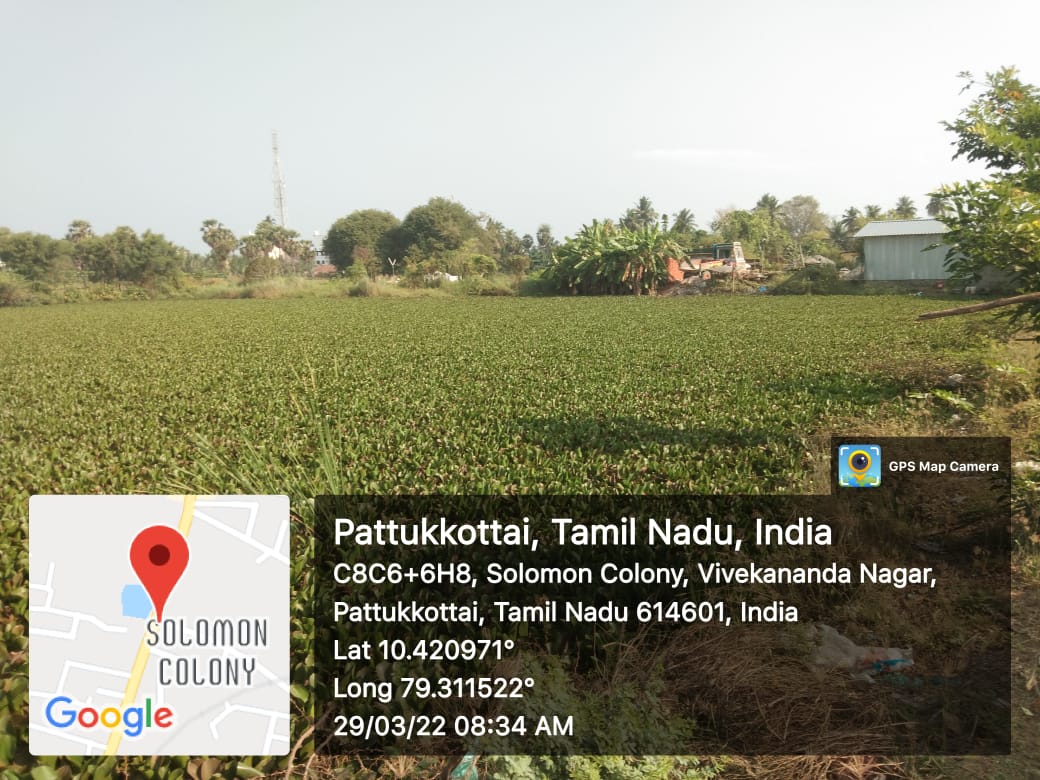 GPS Map Camera
Pattukkottai, Tamil Nadu, India
C8C6+6H8, Solomon Colony, Vivekananda Nagar,
Pattukkottai, Tamil Nadu 614601, India
Lat 10.420971°
Long 79.311522°
29/03/22 08:34 AM
SOLOMON
COLONY
Google